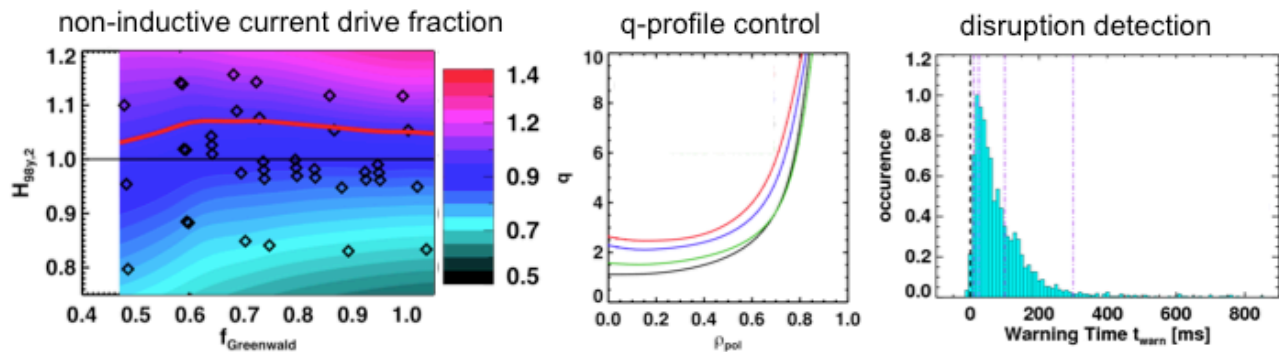 non-inductive current drive fraction
q-profile control
disruption detection
1.2
1.1
1.0
0.9
0.8
H98y,2
0.4 0.5 0.6 0.7 0.8 0.9 1.0
fGreenwald
1.4
1.2
0.9
0.7
0.5
10
8
6
4
2
0
q
0.0 0.2 0.4 0.6 0.8 1.0
ρpol
1.2
1.0
0.8
0.6
0.4
0.2
0.0
occurence
0 200 400 600 800
Warning Time twarn [ms]